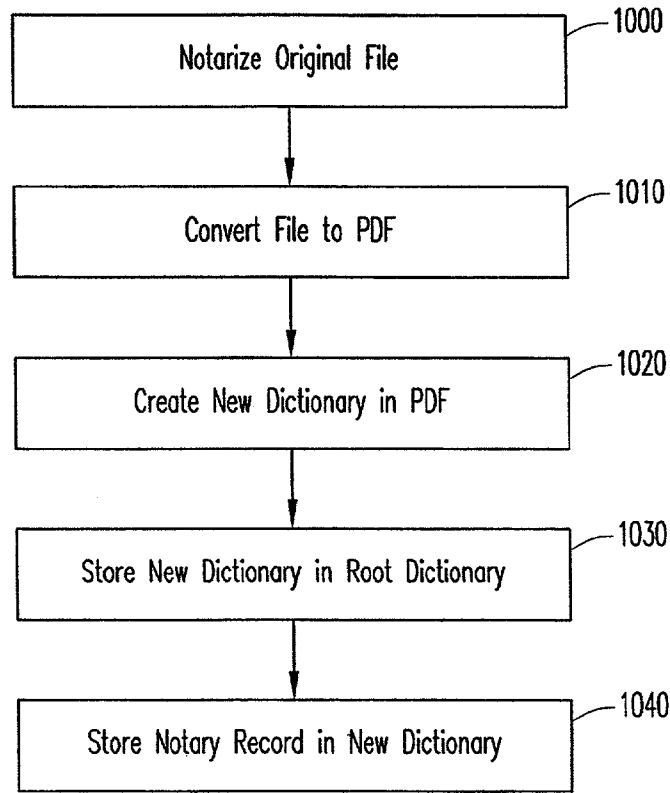 1000
Notarize Original File
1010
Convert File to PDF
1020
Create New Dictionary in PDF
1030
Store New Dictionary in Root Dictionary
1040
Store Notary Record in New Dictionary